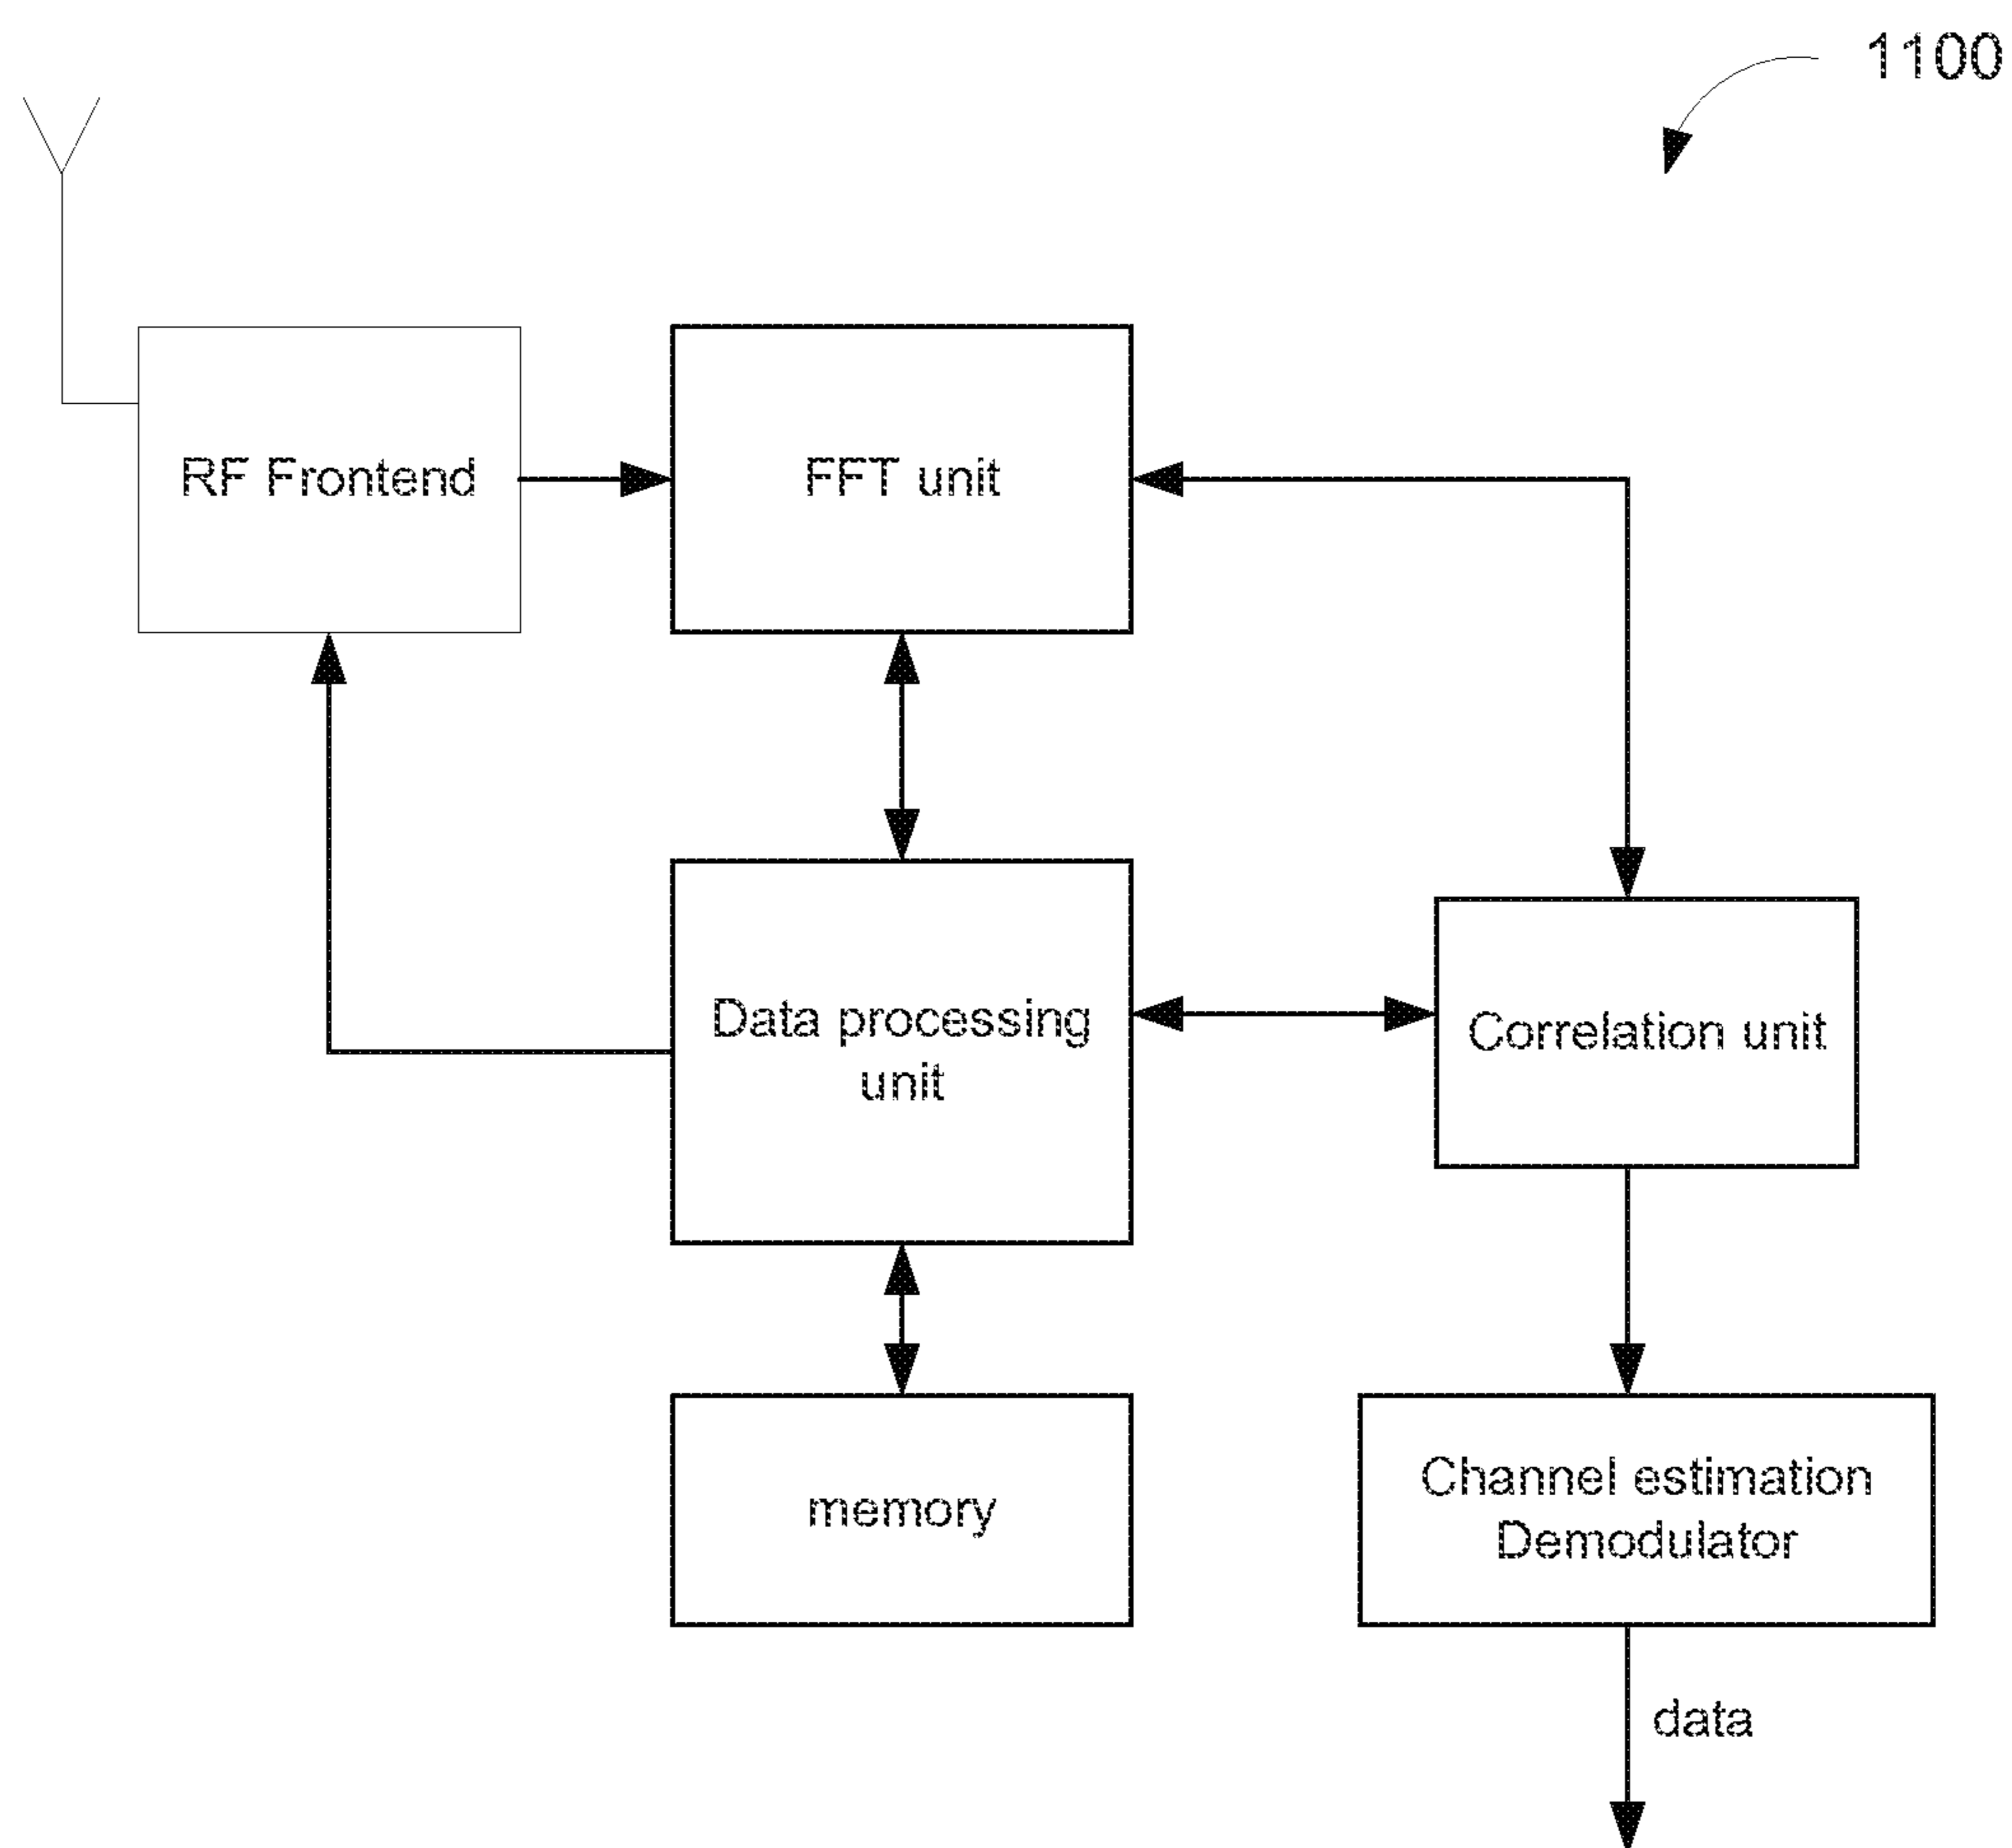 1100
RF Frontend
FFT unit
Data processing
unit
Correlation unit
memory
Channel estimation
Demodulator
data